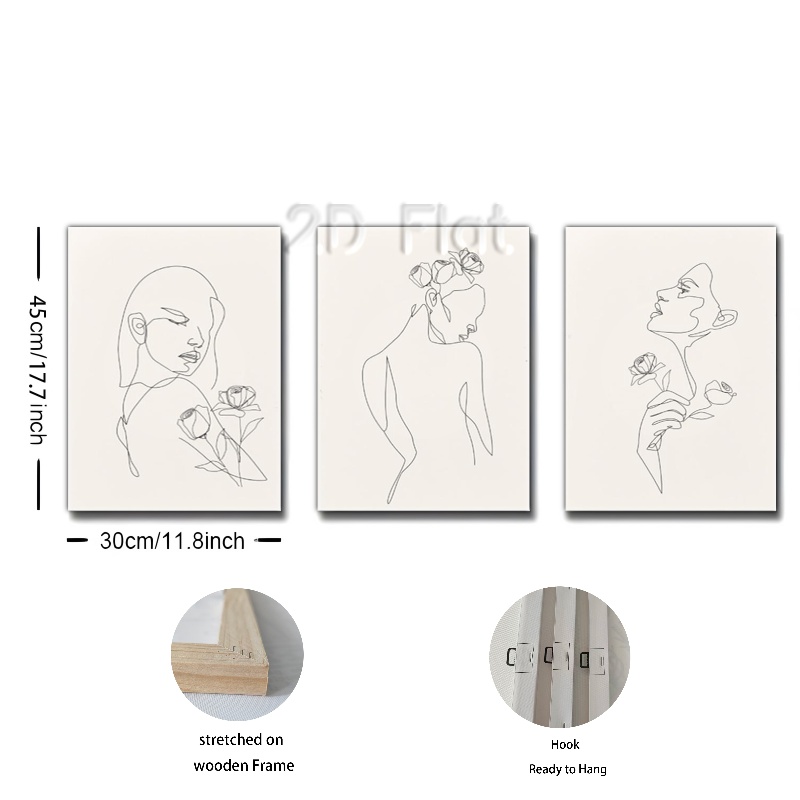 2D Flat
45cm/17.7inch
30cm/11.8inch
stretched on
wooden Frame
Hook
Ready to Hang